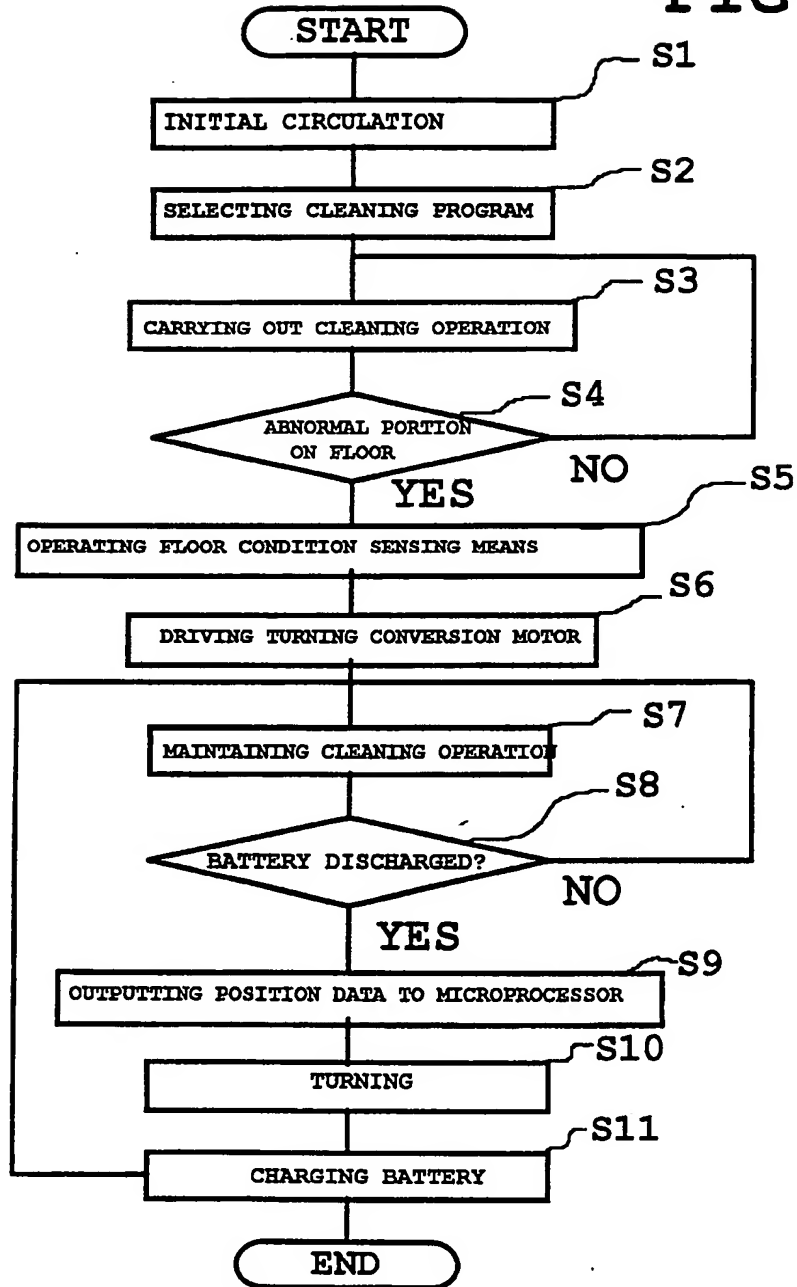 FIG
START
S1
INITIAL CIRCULATION
S2
SELECTING CLEANING PROGRAM
S3
CARRYING OUT CLEANING OPERATION
S4
ABNORMAL PORTION
ON FLOOR
NO
YES
S5
OPERATING FLOOR CONDITION SENSING MEANS
S6
DRIVING TURNING CONVERSION MOTOR
S7
MAINTAINING CLEANING OPERATION
S8
BATTERY DISCHARGED?
NO
YES
S9
OUTPUTTING POSITION DATA TO MICROPROCESSOR
S10
TURNING
S11
CHARGING BATTERY
END